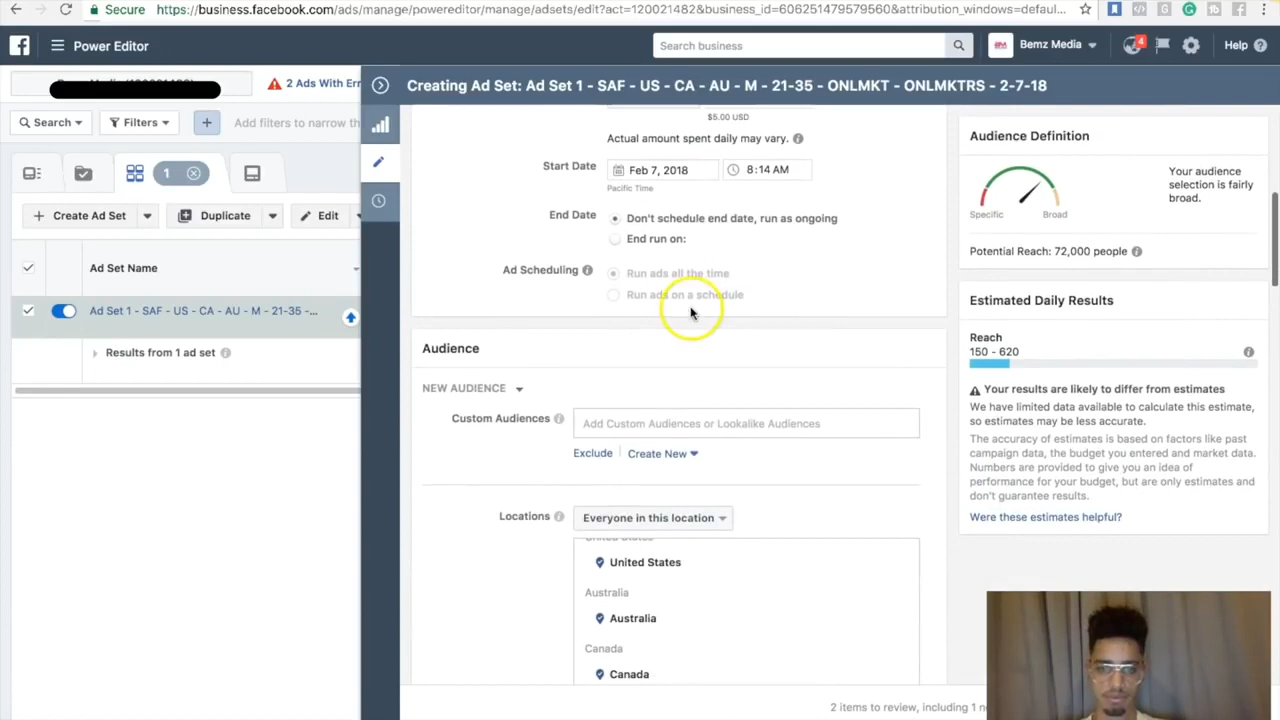 Secure https://business.facebook.com/ads/manage/powereditor/manage/adsets/edit?act=120021482&business_id=606251479579560&attribution_windows=defaul...
Power Editor
Search business
Bemz Media
4
Help
2 Ads With Err
Creating Ad Set: Ad Set 1 - SAF - US - CA - AU - M - 21-35 - ONLMKT - ONLMKTRS - 2-7-18
Search
Filters
+
Add filters to narrow th
1
Create Ad Set
Duplicate
Edit
Ad Set Name
Ad Set 1 - SAF - US - CA - AU - M - 21-35 -...
Results from 1 ad set
$5.00 USD
Actual amount spent daily may vary.
Start Date
Feb 7, 2018
8:14 AM
Pacific Time
End Date
Don't schedule end date, run as ongoing
End run on:
Ad Scheduling
Run ads all the time
Run ads on a schedule
Audience
NEW AUDIENCE
Custom Audiences
Add Custom Audiences or Lookalike Audiences
Exclude
Create New
Locations
Everyone in this location
United States
United States
Australia
Australia
Canada
Canada
Audience Definition
Specific
Broad
Your audience
selection is fairly
broad.
Potential Reach: 72,000 people
Estimated Daily Results
Reach
150 - 620
Your results are likely to differ from estimates
We have limited data available to calculate this estimate,
so estimates may be less accurate.
The accuracy of estimates is based on factors like past
campaign data, the budget you entered and market data.
Numbers are provided to give you an idea of
performance for your budget, but are only estimates and
don't guarantee results.
Were these estimates helpful?
2 items to review, including 1 n